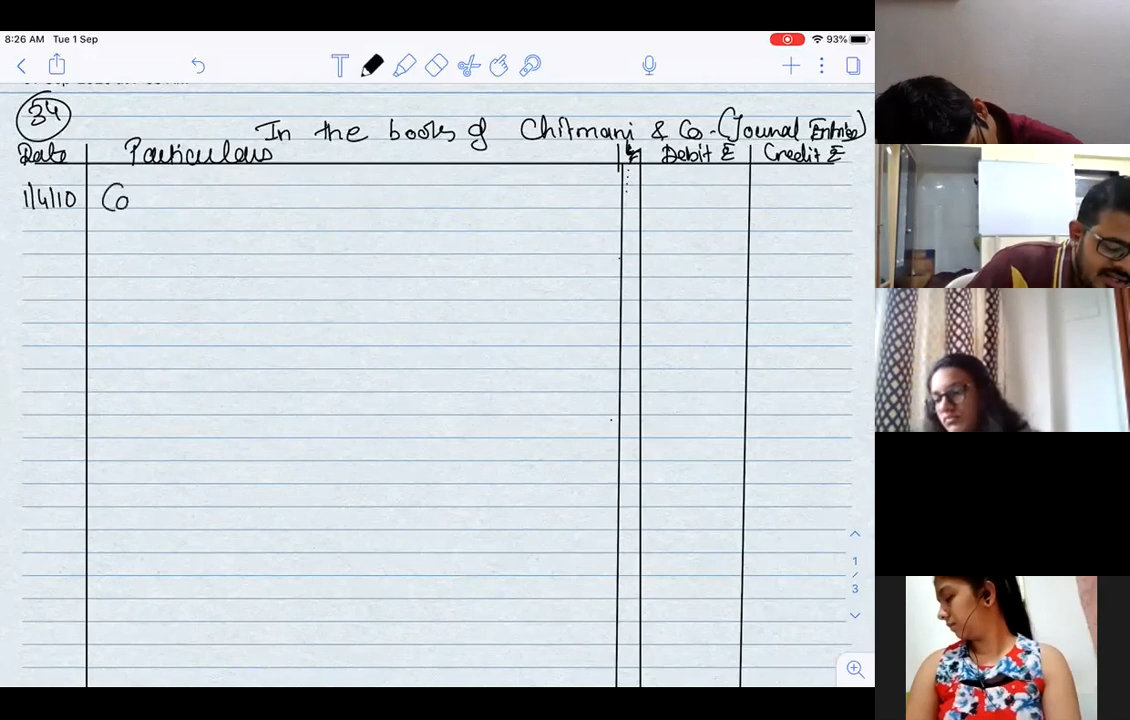 8:26 AM Tue 1 Sep 93%
34
In the books of Chitmani & Co. (Jounal Entries)
Date Particulars Debit ₹ Credit ₹
1/4/10 Co
1
/
3